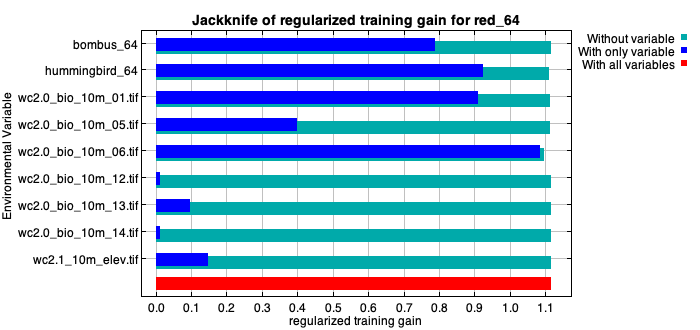 Jackknife of regularized training gain for red_64
Without variable
With only variable
With all variables
Environmental Variable
bombus_64
hummingbird_64
wc2.0_bio_10m_01.tif
wc2.0_bio_10m_05.tif
wc2.0_bio_10m_06.tif
wc2.0_bio_10m_12.tif
wc2.0_bio_10m_13.tif
wc2.0_bio_10m_14.tif
wc2.1_10m_elev.tif
0.0 0.1 0.2 0.3 0.4 0.5 0.6 0.7 0.8 0.9 1.0 1.1
regularized training gain